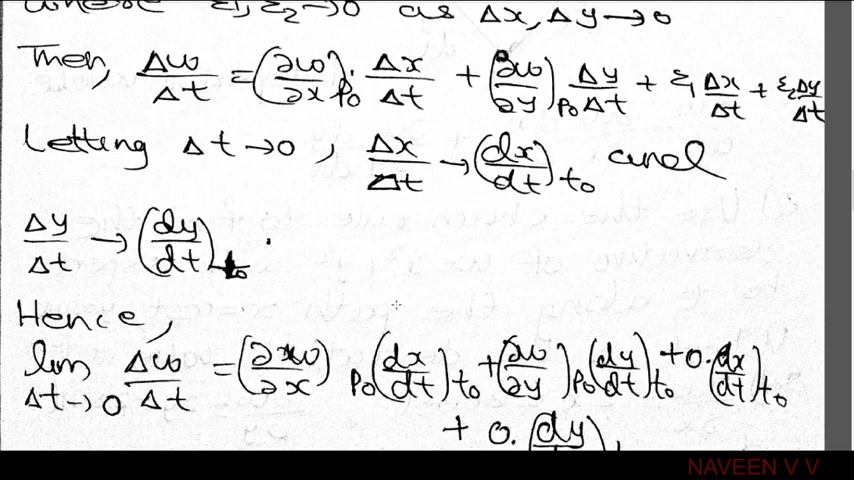 where ε₁, ε₂ → 0 as Δx, Δy → 0
Then, Δw/Δt = (∂w/∂x)P₀ · Δx/Δt + (∂w/∂y)P₀ Δy/Δt + ε₁ Δx/Δt + ε₂ Δy/Δt
Letting Δt → 0, Δx/Δt → (dx/dt)t₀ and
Δy/Δt → (dy/dt)t₀.
Hence,
lim Δt→0 Δw/Δt = (∂w/∂x)P₀ (dx/dt)t₀ + (∂w/∂y)P₀ (dy/dt)t₀ + 0. (dx/dt)t₀
+ 0. (dy
NAVEEN V V